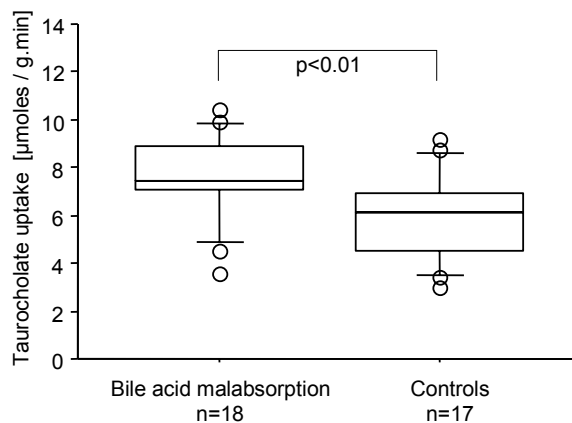 Taurocholate uptake [µmoles / g.min]
14
12
10
8
6
4
2
0
p<0.01
Bile acid malabsorption
n=18
Controls
n=17